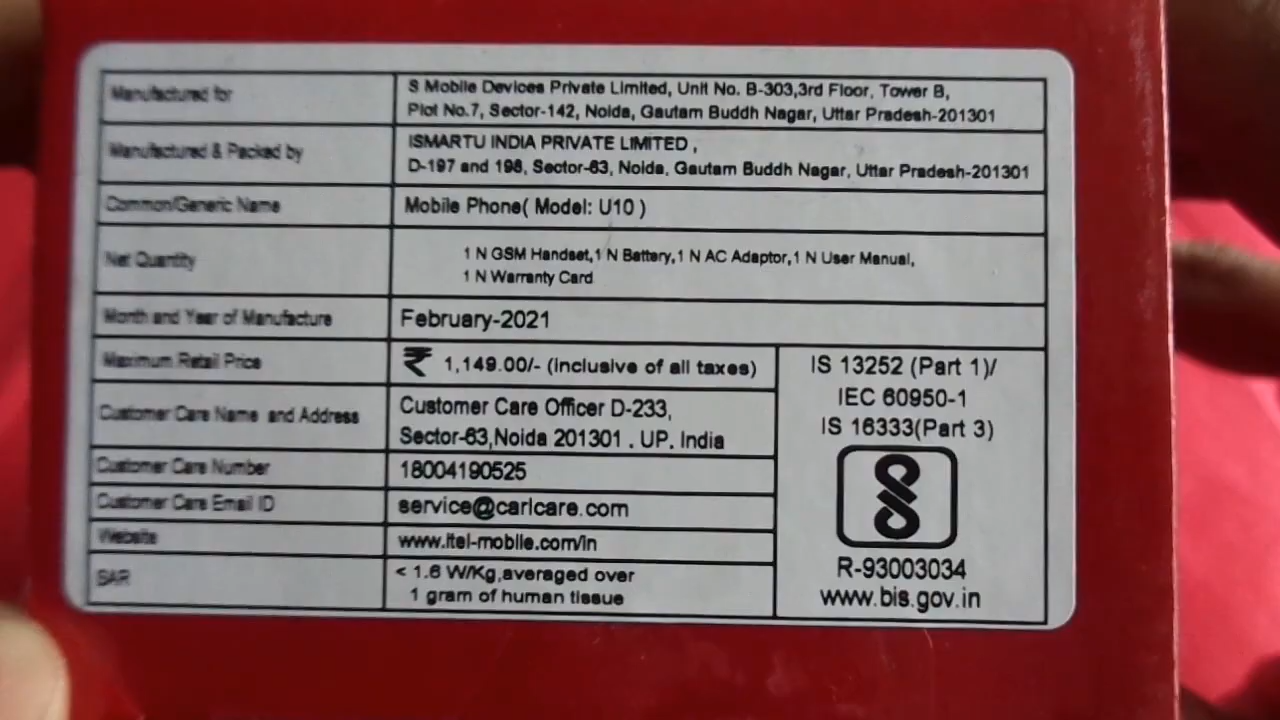 Manufactured for
S Mobile Devices Private Limited, Unit No. B-303,3rd Floor, Tower B,
Plot No.7, Sector-142, Noida, Gautam Buddh Nagar, Uttar Pradesh-201301
Manufactured & Packed by
ISMARTU INDIA PRIVATE LIMITED ,
D-197 and 198, Sector-63, Noida, Gautam Buddh Nagar, Uttar Pradesh-201301
Common/Generic Name
Mobile Phone( Model: U10 )
Net Quantity
1 N GSM Handset,1 N Battery,1 N AC Adaptor,1 N User Manual,
1 N Warranty Card
Month and Year of Manufacture
February-2021
Maximum Retail Price
₹ 1,149.00/- (inclusive of all taxes)
Customer Care Name and Address
Customer Care Officer D-233,
Sector-63,Noida 201301 . UP. India
Customer Care Number
18004190525
Customer Care Email ID
service@carlcare.com
Website
www.itel-mobile.com/in
SAR
< 1.6 W/Kg,averaged over
1 gram of human tissue
IS 13252 (Part 1)/
IEC 60950-1
IS 16333(Part 3)
R-93003034
www.bis.gov.in